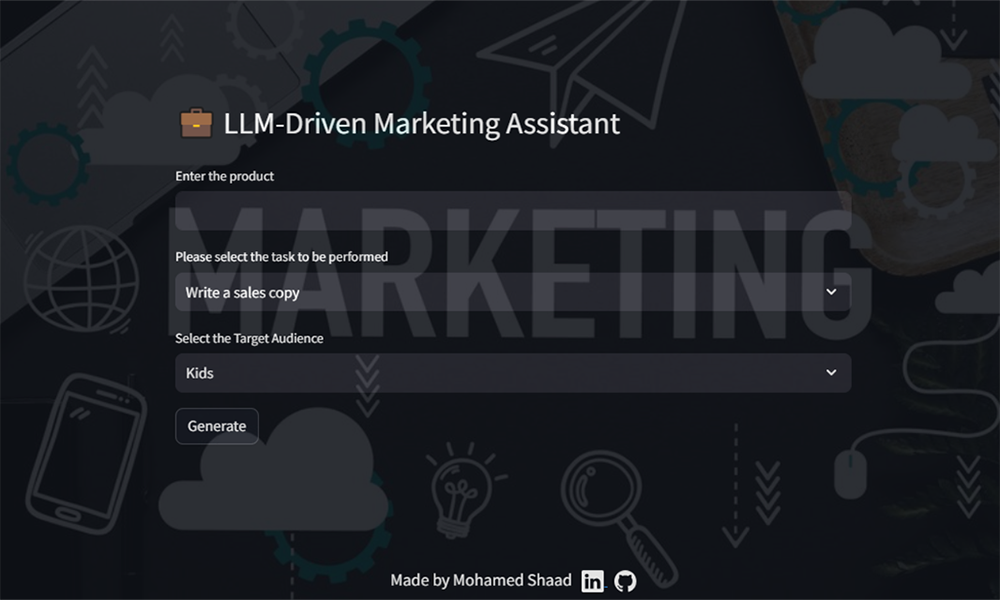 LLM-Driven Marketing Assistant
Enter the product
MARKETING
Please select the task to be performed
Write a sales copy
Select the Target Audience
Kids
Generate
Made by Mohamed Shaad in